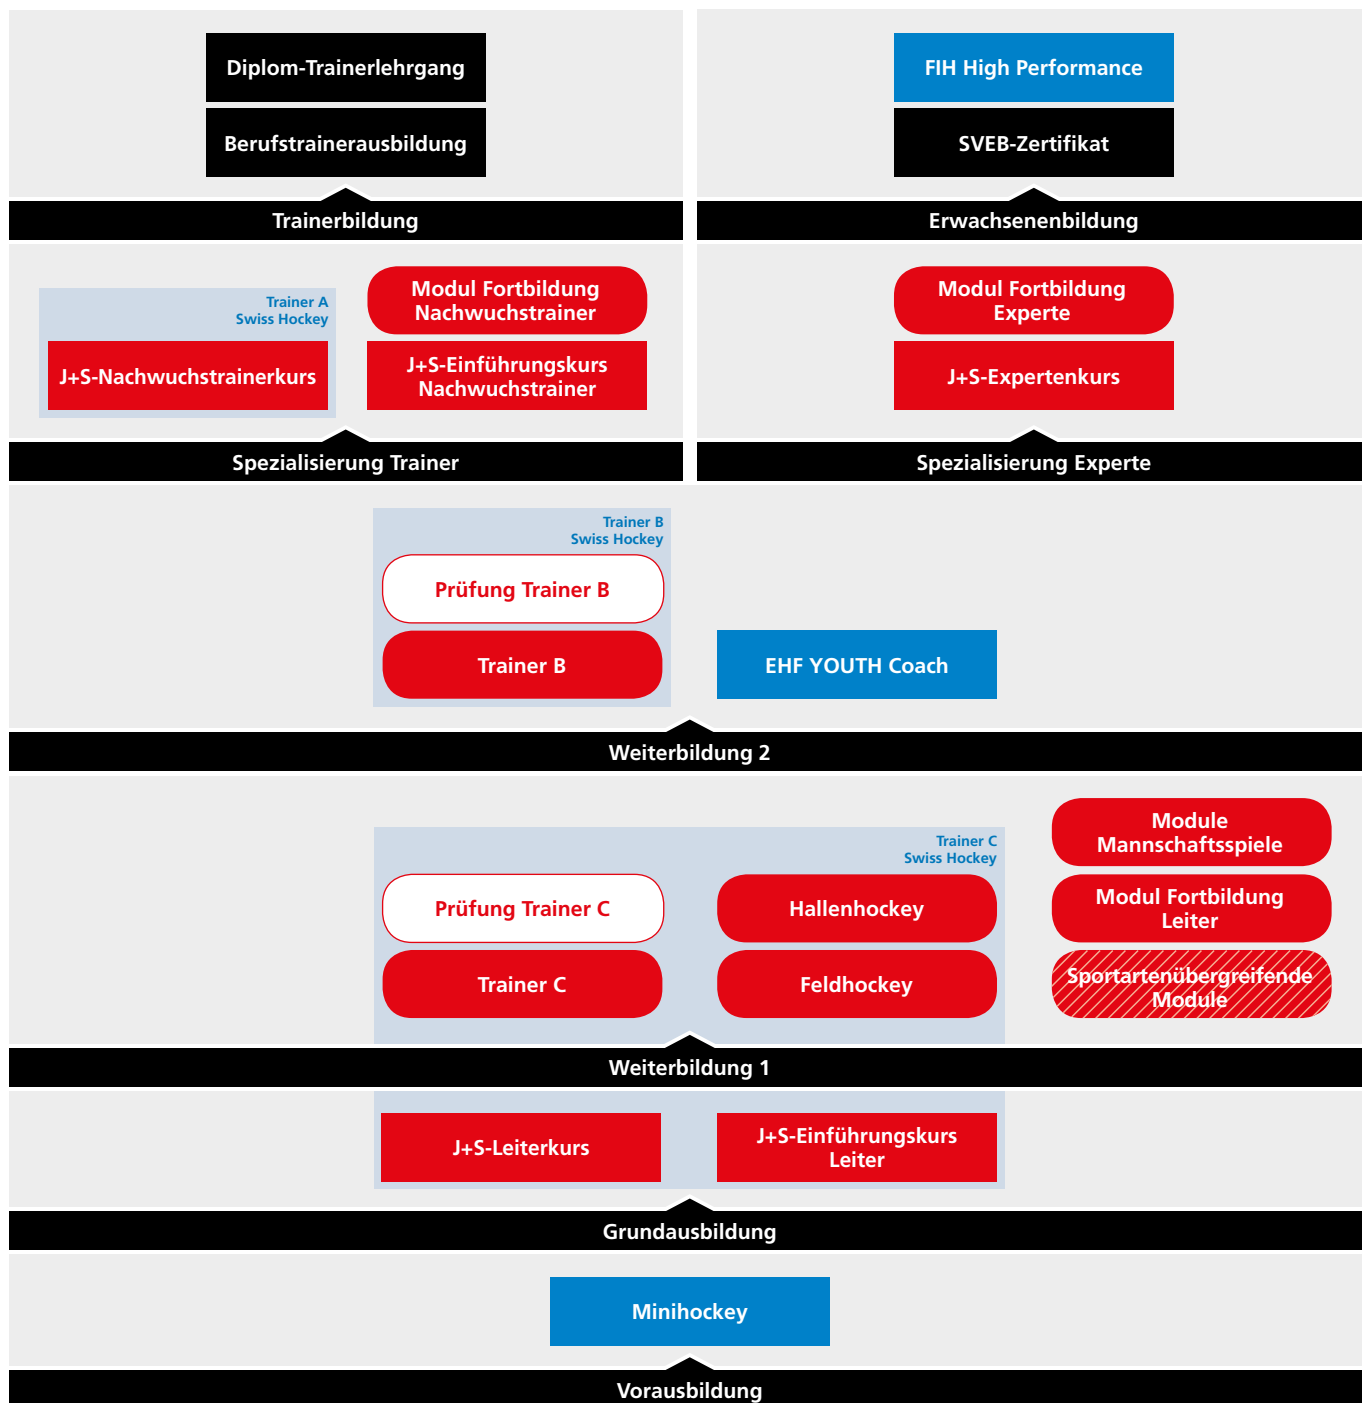 Diplom-Trainerlehrgang
Berufstrainerausbildung
Trainerbildung
FIH High Performance
SVEB-Zertifikat
Erwachsenenbildung
Trainer A
Swiss Hockey
J+S-Nachwuchstrainerkurs
Modul Fortbildung
Nachwuchstrainer
J+S-Einführungskurs
Nachwuchstrainer
Spezialisierung Trainer
Modul Fortbildung
Experte
J+S-Expertenkurs
Spezialisierung Experte
Trainer B
Swiss Hockey
Prüfung Trainer B
Trainer B
EHF YOUTH Coach
Weiterbildung 2
Trainer C
Swiss Hockey
Prüfung Trainer C
Trainer C
Hallenhockey
Feldhockey
Module
Mannschaftsspiele
Modul Fortbildung
Leiter
Sportartenübergreifende
Module
Weiterbildung 1
J+S-Leiterkurs
J+S-Einführungskurs
Leiter
Grundausbildung
Minihockey
Vorausbildung